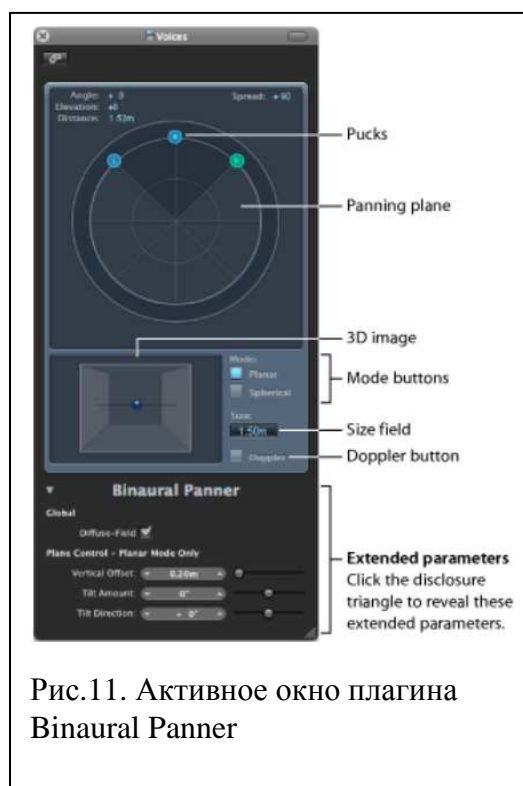 Voices
Angle: + 0
Elevation: +0
Distance: 1.52m
Spread: +90
Pucks
Panning plane
3D image
Mode:
Planar
Spherical
Mode buttons
Size:
1.50m
Size field
Doppler
Doppler button
Binaural Panner
Global
Diffuse-Field
Plane Control - Planar Mode Only
Vertical Offset: 0.20m
Tilt Amount: 0°
Tilt Direction: + 0°
Extended parameters
Click the disclosure
triangle to reveal these
extended parameters.
Рис.11. Активное окно плагина
Binaural Panner